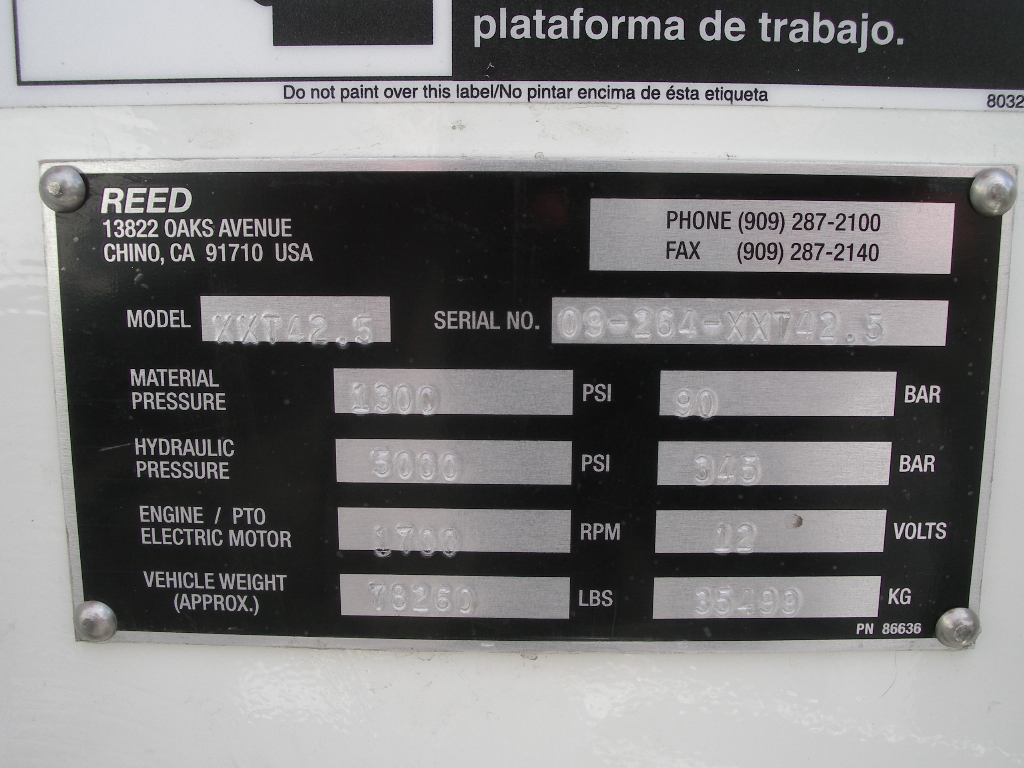 plataforma de trabajo.
Do not paint over this label/No pintar encima de ésta etiqueta
8032
REED
13822 OAKS AVENUE
CHINO, CA 91710 USA
PHONE (909) 287-2100
FAX (909) 287-2140
MODEL XXT42.5 SERIAL NO. 09-264-XXT42.5
MATERIAL PRESSURE 1300 PSI 90 BAR
HYDRAULIC PRESSURE 5000 PSI 345 BAR
ENGINE / PTO ELECTRIC MOTOR 1700 RPM 12 VOLTS
VEHICLE WEIGHT (APPROX.) 78260 LBS 35499 KG
PN 86636